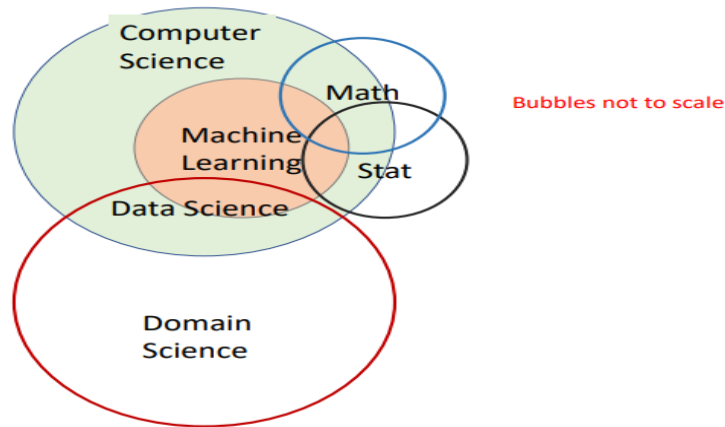 Computer
Science
Math
Bubbles not to scale
Machine
Learning
Stat
Data Science
Domain
Science